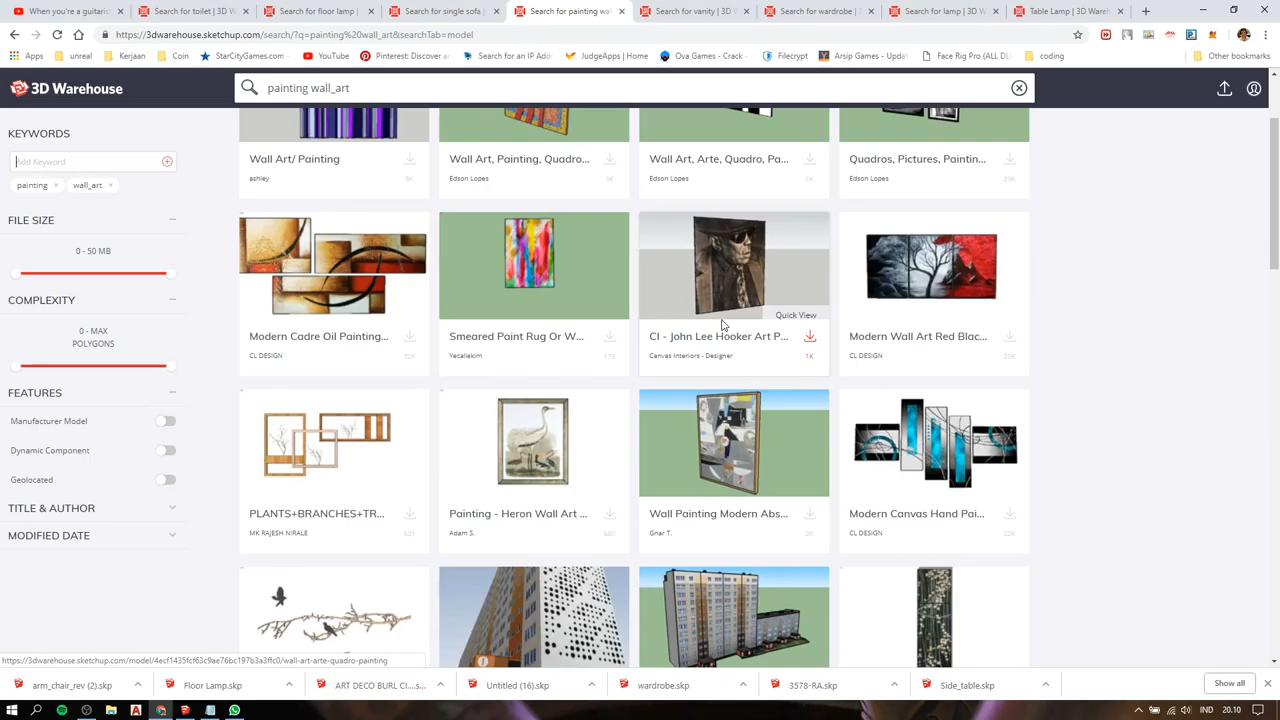 When you're a guitarist
Search for toilet | 3D W
Search for floor lamp |
Search for single sofa |
Search for painting wa
Search for vanity | 3D W
Search for wardrobe | 3
Search for lamp | 3D W
Table Lamp | 3D Wareh
https://3dwarehouse.sketchup.com/search/?q=painting%20wall_art&searchTab=model
Apps unreal Kerjaan Coin StarCityGames.com YouTube Pinterest: Discover an Search for an IP Add JudgeApps | Home Ova Games - Crack Filecrypt Arsip Games - Updat Face Rig Pro (ALL DL coding Other bookmarks
3D Warehouse
painting wall_art
KEYWORDS
Add Keyword
painting × wall_art ×
FILE SIZE
0 - 50 MB
COMPLEXITY
0 - MAX
POLYGONS
FEATURES
Manufacturer Model
Dynamic Component
Geolocated
TITLE & AUTHOR
MODIFIED DATE
Wall Art/ Painting
ashley 9K
Wall Art, Painting, Quadro...
Edson Lopes
Wall Art, Arte, Quadro, Pa...
Edson Lopes
Quadros, Pictures, Paintin...
Edson Lopes
Modern Cadre Oil Painting...
CL DESIGN
Smeared Paint Rug Or W...
Yecallekim
Quick View
CI - John Lee Hooker Art P...
Canvas Interiors - Designer 1K
Modern Wall Art Red Blac...
CL DESIGN
PLANTS+BRANCHES+TR...
MK RAJESH NIRALE
Painting - Heron Wall Art ...
Adam S.
Wall Painting Modern Abs...
Gnar T.
Modern Canvas Hand Pai...
CL DESIGN
https://3dwarehouse.sketchup.com/model/4ecf1435fcf63c9ae76bc197b3a3ffc0/wall-art-arte-quadro-painting
arm_chair_rev (2).skp
Floor Lamp.skp
ART DECO BURL CI....skp
Untitled (16).skp
wardrobe.skp
3578-RA.skp
Side_table.skp
Show all
IND 20.10